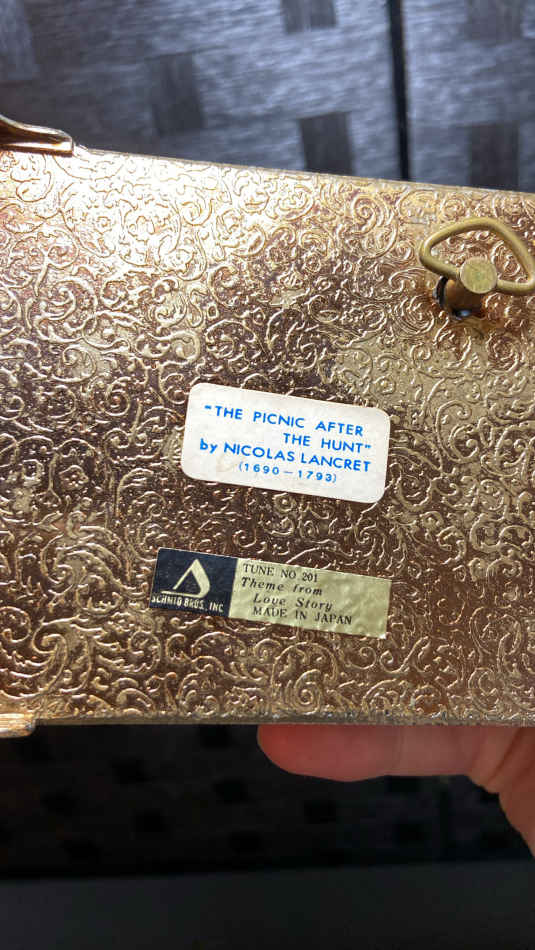 "THE PICNIC AFTER
THE HUNT"
by NICOLAS LANCRET
(1690-1793)
SCHMID BROS. INC
TUNE NO 201
Theme from
Love Story
MADE IN JAPAN